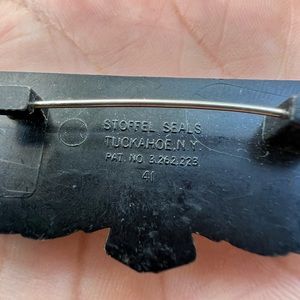 STOFFEL SEALS
TUCKAHOE, N.Y.
PAT. NO 3,262,223
41